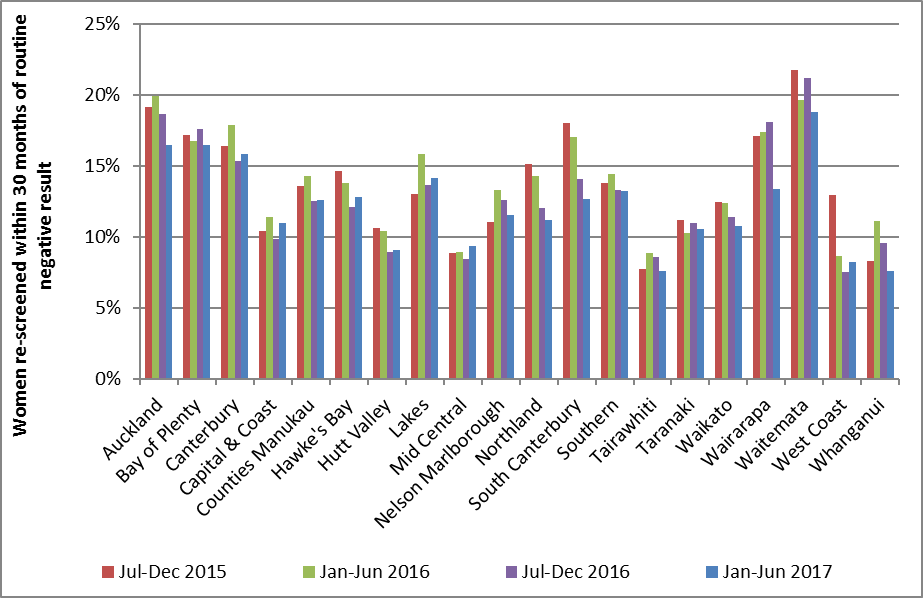 Women re-screened within 30 months of routine
negative result
25%
20%
15%
10%
5%
0%
Auckland
Bay of Plenty
Canterbury
Capital & Coast
Counties Manukau
Hawke's Bay
Hutt Valley
Lakes
Mid Central
Nelson Marlborough
Northland
South Canterbury
Southern
Tairawhiti
Taranaki
Waikato
Wairarapa
Waitemata
West Coast
Whanganui
Jul-Dec 2015
Jan-Jun 2016
Jul-Dec 2016
Jan-Jun 2017